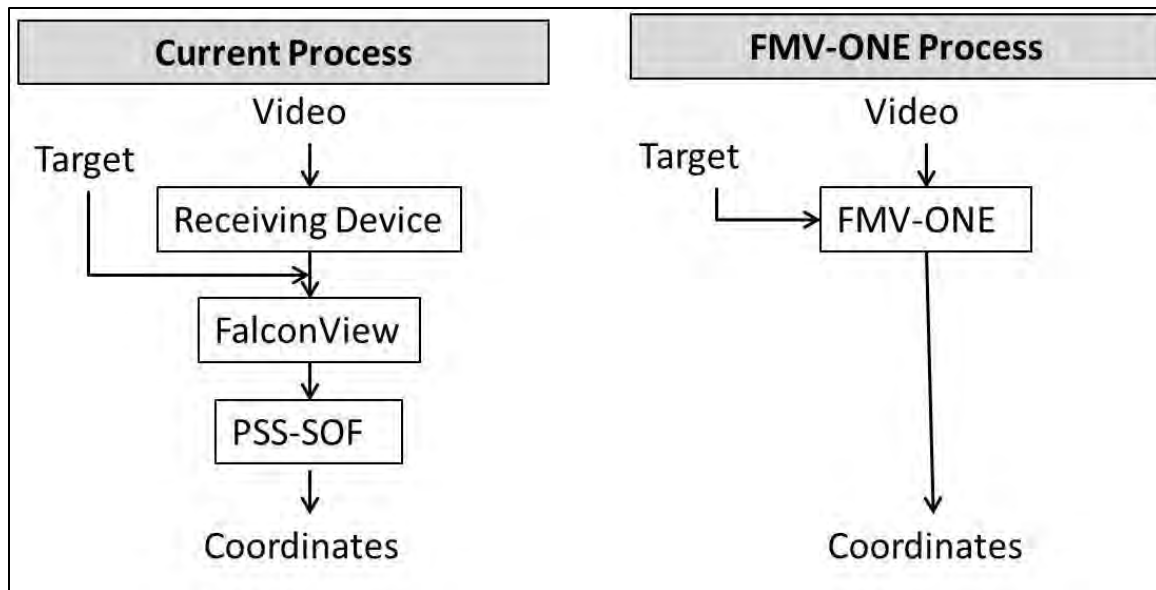 Current Process
Video
Target
Receiving Device
FalconView
PSS-SOF
Coordinates
FMV-ONE Process
Video
Target
FMV-ONE
Coordinates